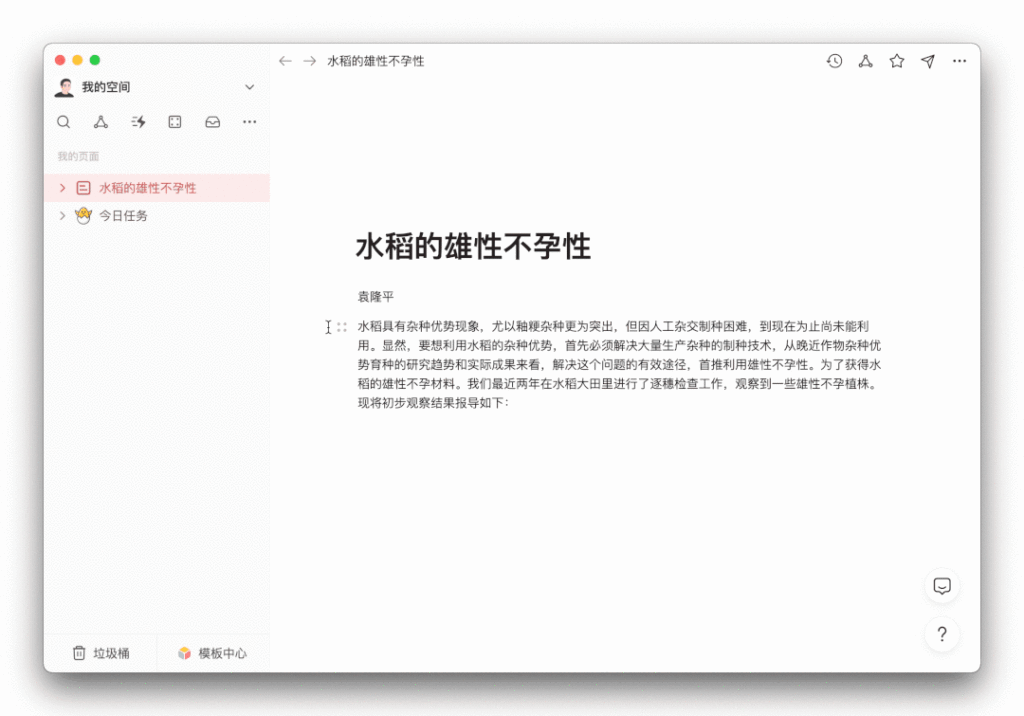 水稻的雄性不孕性
我的空间
我的页面
水稻的雄性不孕性
今日任务
水稻的雄性不孕性
袁隆平
水稻具有杂种优势现象，尤以籼粳杂种更为突出，但因人工杂交制种困难，到现在为止尚未能利
用。显然，要想利用水稻的杂种优势，首先必须解决大量生产杂种的制种技术，从晚近作物杂种优
势育种的研究趋势和实际成果来看，解决这个问题的有效途径，首推利用雄性不孕性。为了获得水
稻的雄性不孕材料。我们最近两年在水稻大田里进行了逐穗检查工作，观察到一些雄性不孕植株。
现将初步观察结果报导如下：
?
垃圾桶
模板中心